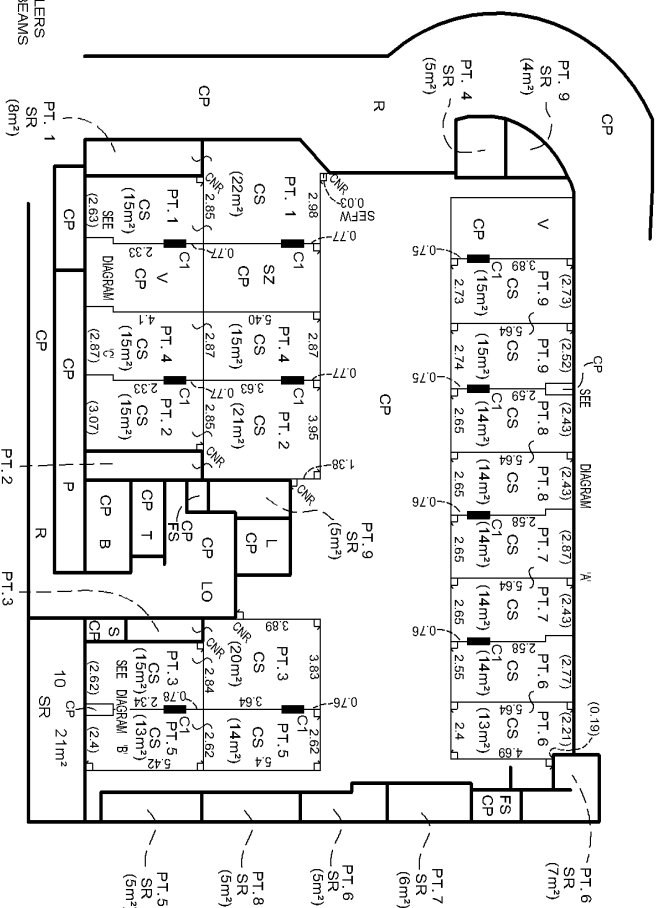 LLERS
BEAMS
PT. 1
SR
(8m²)
CP
R
PT. 4
SR
(5m²)
PT. 9
SR
(4m²)
CP
CP
(2.63)
SEE
DIAGRAM
PT.1
CS
(15m²)
CNR
2.85
PT. 1
CS
(22m²)
2.98
CNR
0.03
SEFW
0.77
C1
0.77
C1
2.33
V
CP
SZ
CP
4.1
5.40
CP
CP
R
P
(2.87)
CP
PT.4
CS
(15m²)
2.87
PT.4
CS
(15m²)
2.87
0.77
C1
3.63
0.77
C1
2.33
(3.07)
PT.2
CS
(15m²)
2.85
CNR
PT.2
CS
(21m²)
3.95
1.38
CNR
CP
V
CP
0.75
C1
3.89
2.73
PT.9
CS
(15m²)
(2.73)
5.64
2.74
PT.9
CS
(15m²)
(2.52)
CP
SEE
DIAGRAM
'A'
0.75
C1
2.59
2.65
PT.8
CS
(14m²)
(2.43)
5.64
2.65
PT.8
CS
(14m²)
(2.43)
0.76
C1
2.58
2.65
PT.7
CS
(14m²)
(2.87)
5.64
2.65
PT.7
CS
(14m²)
(2.43)
0.76
C1
2.58
2.55
PT.6
CS
(14m²)
(2.77)
5.64
2.4
PT.6
CS
(13m²)
(2.21)
4.69
(0.19)
PT.2
CP
B
CP
T
CP
FS
CP
LO
L
CP
PT.9
SR
(5m²)
PT.3
CP
S
CNR
3.89
(2.62)
SEE DIAGRAM 'B'
PT.3
CS
(15m²)
2.84
PT.3
CS
(20m²)
3.83
0.76
C1
3.64
0.78
C1
2.34
CP
(2.4)
PT.5
CS
(13m²)
2.62
PT.5
CS
(14m²)
2.62
5.42
5.4
10
SR
21m²
FS
CP
PT.5
SR
(5m²)
PT.8
SR
(5m²)
PT.6
SR
(5m²)
PT.7
SR
(6m²)
PT.6
SR
(7m²)